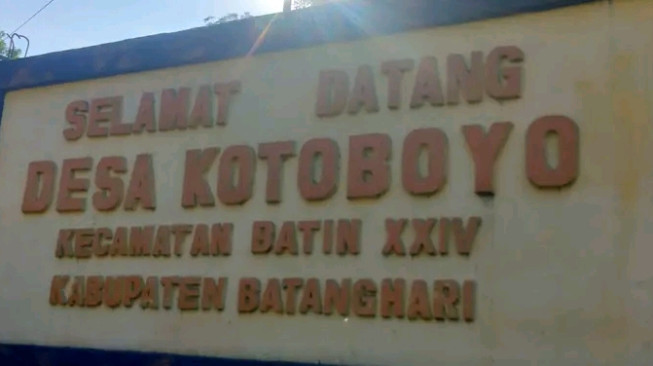 SELAMAT DATANG
DESA KOTOBOYO
KECAMATAN BATIN XXIV
KABUPATEN BATANGHARI